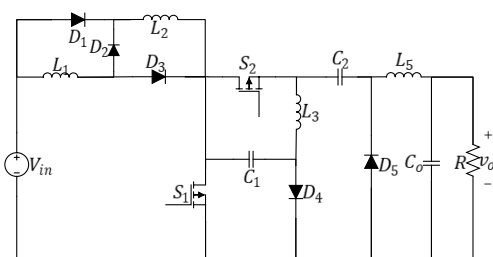 D1
L2
D2
L1
D3
S2
C2
L5
L3
Vin
S1
C1
D4
D5
Co
R
vo
+
−
+
−